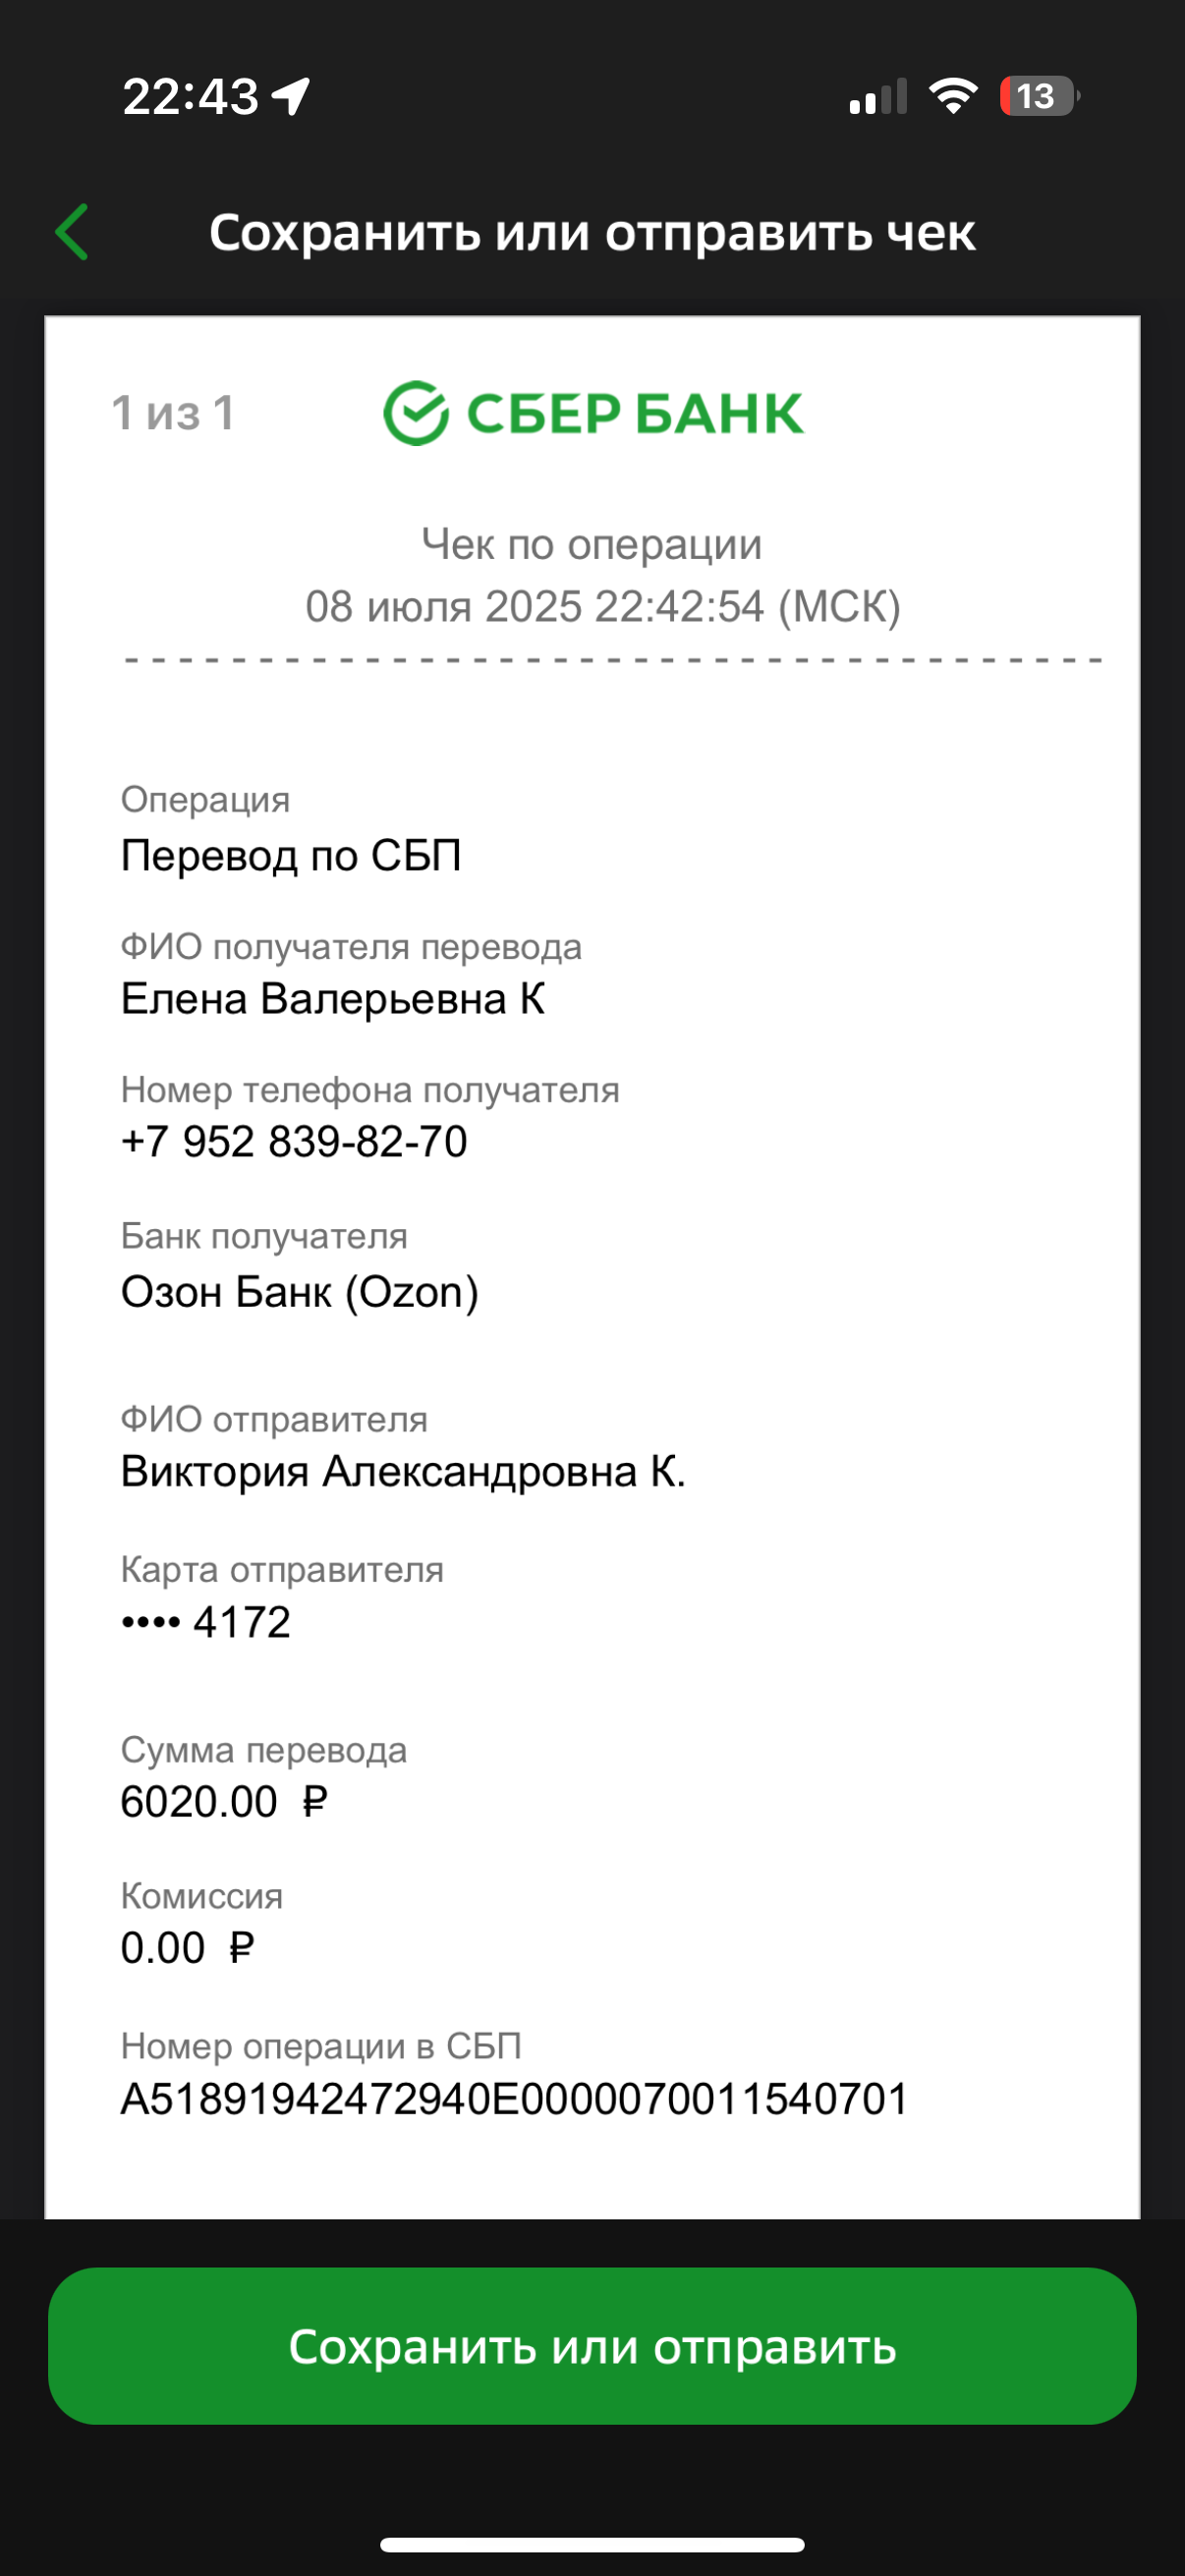 22:43
13
Сохранить или отправить чек
1 из 1
СБЕР БАНК
Чек по операции
08 июля 2025 22:42:54 (МСК)
Операция
Перевод по СБП
ФИО получателя перевода
Елена Валерьевна К
Номер телефона получателя
+7 952 839-82-70
Банк получателя
Озон Банк (Ozon)
ФИО отправителя
Виктория Александровна К.
Карта отправителя
•••• 4172
Сумма перевода
6020.00 ₽
Комиссия
0.00 ₽
Номер операции в СБП
A51891942472940E0000070011540701
Сохранить или отправить